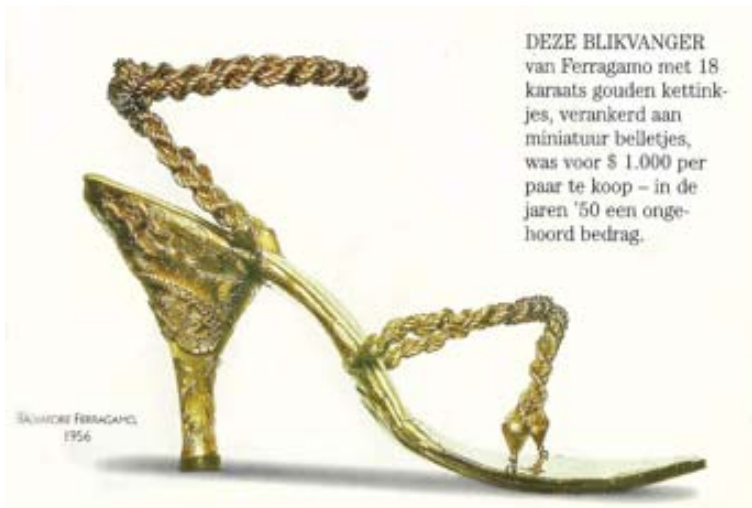 DEZE BLIKVANGER
van Ferragamo met 18
karaats gouden kettink-
jes, verankerd aan
miniatuur belletjes,
was voor $ 1.000 per
paar te koop – in de
jaren '50 een onge-
hoord bedrag.
SALVATORE FERRAGAMO,
1956